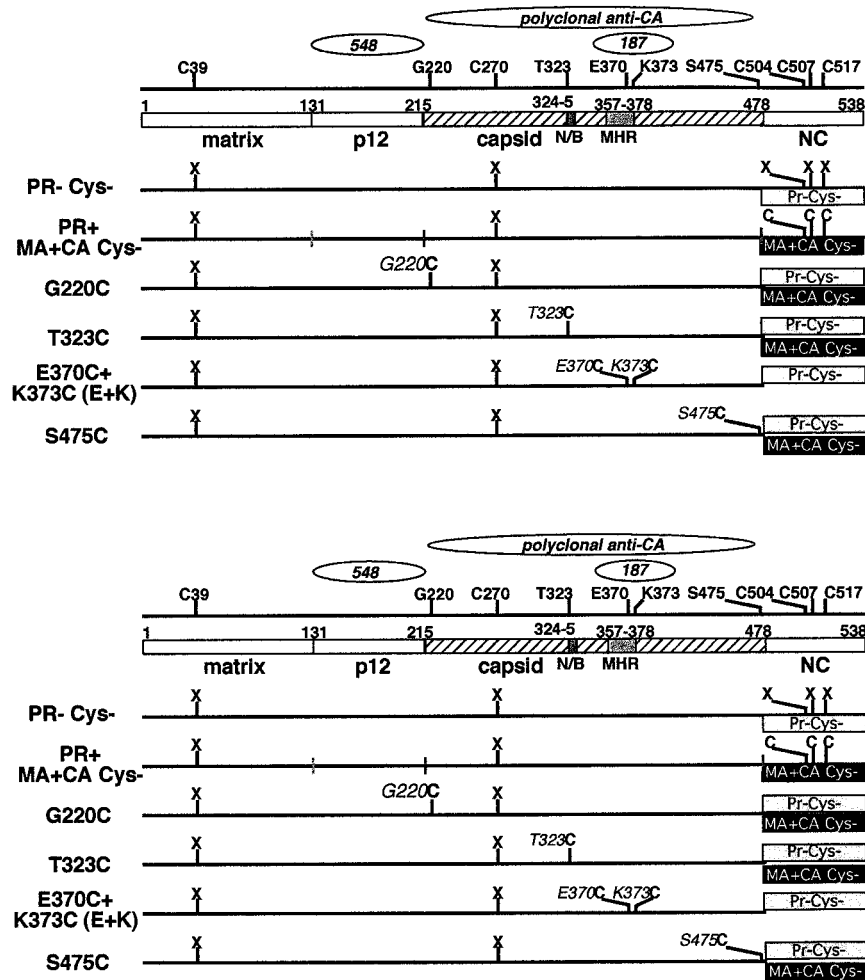 polyclonal anti-CA
548 187
C39 G220 C270 T323 E370 K373 S475 C504 C507 C517
1 131 215 324-5 357-378 478 538
matrix p12 capsid N/B MHR NC
X X X X X
PR- Cys- Pr-Cys-
X X C C C
PR+
MA+CA Cys- MA+CA Cys-
X G220C X Pr-Cys-
G220C MA+CA Cys-
X X T323C Pr-Cys-
T323C MA+CA Cys-
E370C+ X X E370C K373C Pr-Cys-
K373C (E+K)
X X S475C Pr-Cys-
S475C MA+CA Cys-
polyclonal anti-CA
548 187
C39 G220 C270 T323 E370 K373 S475 C504 C507 C517
1 131 215 324-5 357-378 478 538
matrix p12 capsid N/B MHR NC
X X X X X
PR- Cys- Pr-Cys-
X X C C C
PR+
MA+CA Cys- MA+CA Cys-
X G220C X Pr-Cys-
G220C MA+CA Cys-
X X T323C Pr-Cys-
T323C MA+CA Cys-
E370C+ X X E370C K373C Pr-Cys-
K373C (E+K)
X X S475C Pr-Cys-
S475C MA+CA Cys-